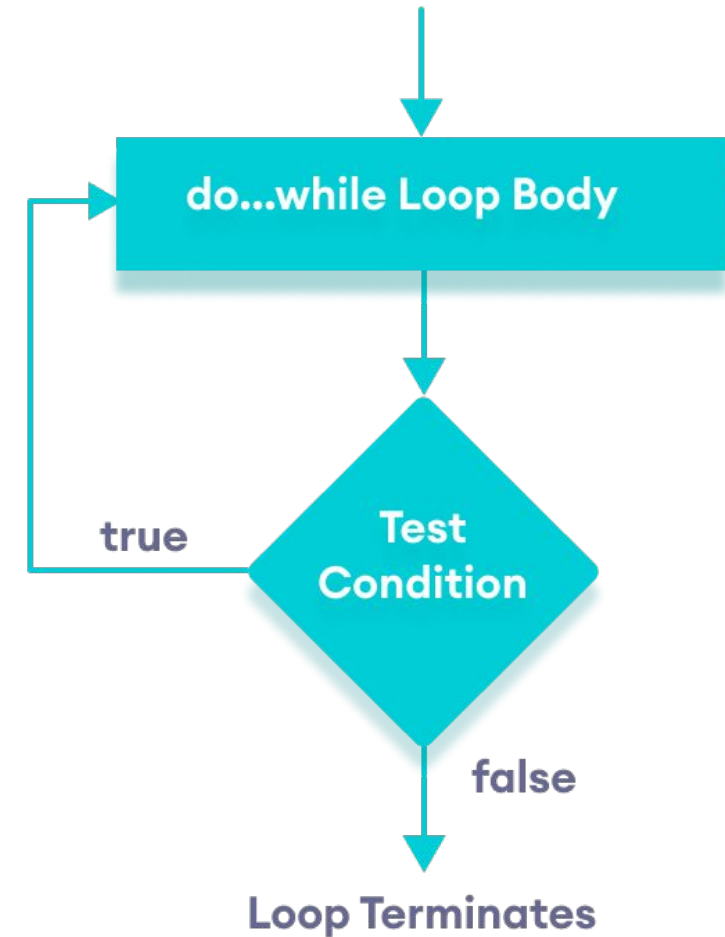 do...while Loop Body
true
Test
Condition
false
Loop Terminates